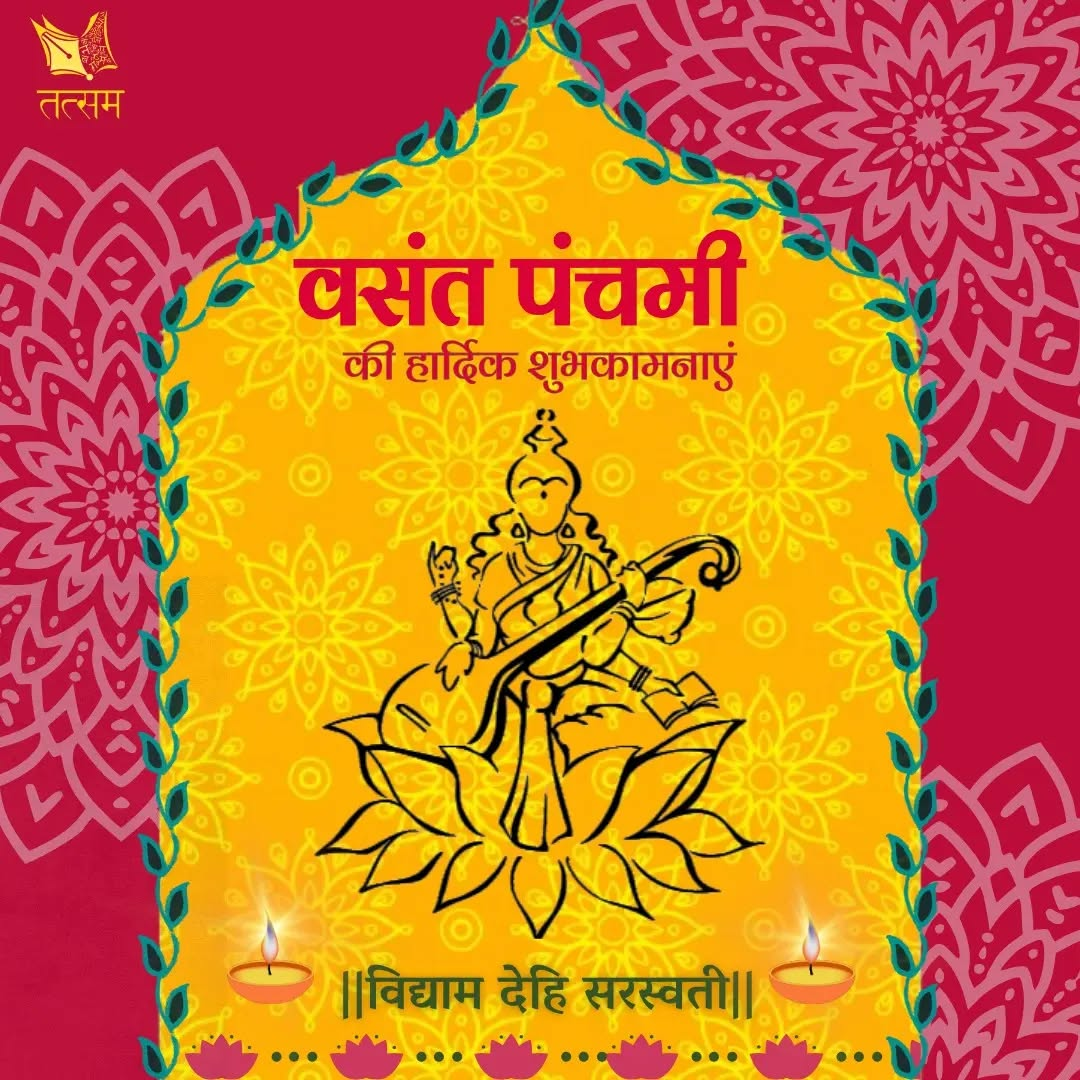 तत्सम
वसंत पंचमी
की हार्दिक शुभकामनाएं
||विद्याम देहि सरस्वती||